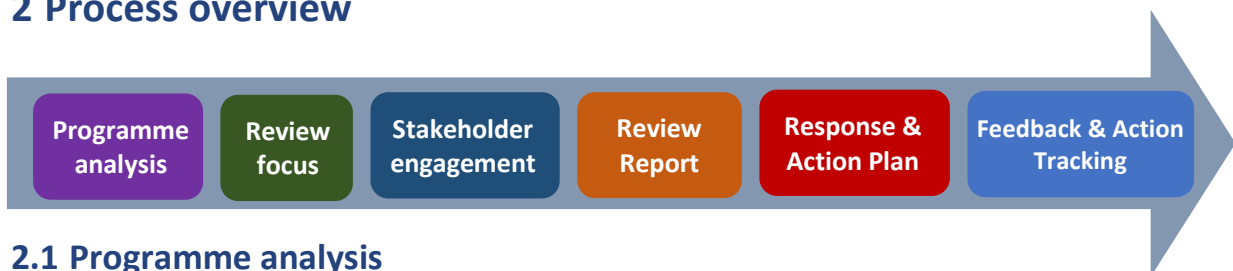 2 Process overview
Programme
analysis
Review
focus
Stakeholder
engagement
Review
Report
Response &
Action Plan
Feedback & Action
Tracking
2.1 Programme analysis